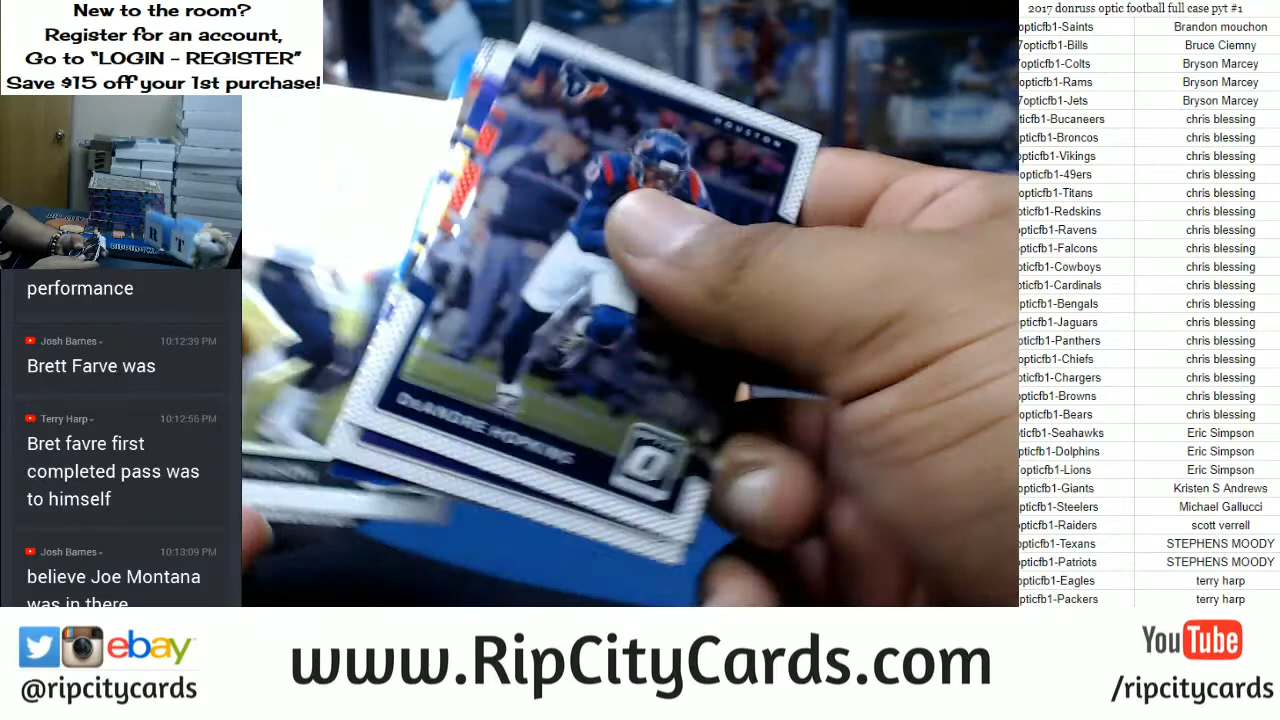 New to the room?
Register for an account,
Go to “LOGIN - REGISTER”
Save $15 off your 1st purchase!
performance
Josh Barnes
10:12:39 PM
Brett Farve was
Terry Harp
10:12:56 PM
Bret favre first
completed pass was
to himself
Josh Barnes
10:13:09 PM
believe Joe Montana
was in there
HOUSTON
DeANDRE HOPKINS
2017 donruss optic football full case pyt #1
opticfb1-Saints Brandon mouchon
7opticfb1-Bills Bruce Ciemny
7opticfb1-Colts Bryson Marcey
opticfb1-Rams Bryson Marcey
7opticfb1-Jets Bryson Marcey
opticfb1-Bucaneers chris blessing
opticfb1-Broncos chris blessing
opticfb1-Vikings chris blessing
opticfb1-49ers chris blessing
opticfb1-Titans chris blessing
opticfb1-Redskins chris blessing
opticfb1-Ravens chris blessing
opticfb1-Falcons chris blessing
opticfb1-Cowboys chris blessing
opticfb1-Cardinals chris blessing
opticfb1-Bengals chris blessing
opticfb1-Jaguars chris blessing
opticfb1-Panthers chris blessing
opticfb1-Chiefs chris blessing
opticfb1-Chargers chris blessing
opticfb1-Browns chris blessing
opticfb1-Bears chris blessing
opticfb1-Seahawks Eric Simpson
opticfb1-Dolphins Eric Simpson
7opticfb1-Lions Eric Simpson
opticfb1-Giants Kristen S Andrews
opticfb1-Steelers Michael Gallucci
opticfb1-Raiders scott verrell
opticfb1-Texans STEPHENS MOODY
opticfb1-Patriots STEPHENS MOODY
opticfb1-Eagles terry harp
opticfb1-Packers terry harp
ebay
@ripcitycards
www.RipCityCards.com
YouTube
/ripcitycards